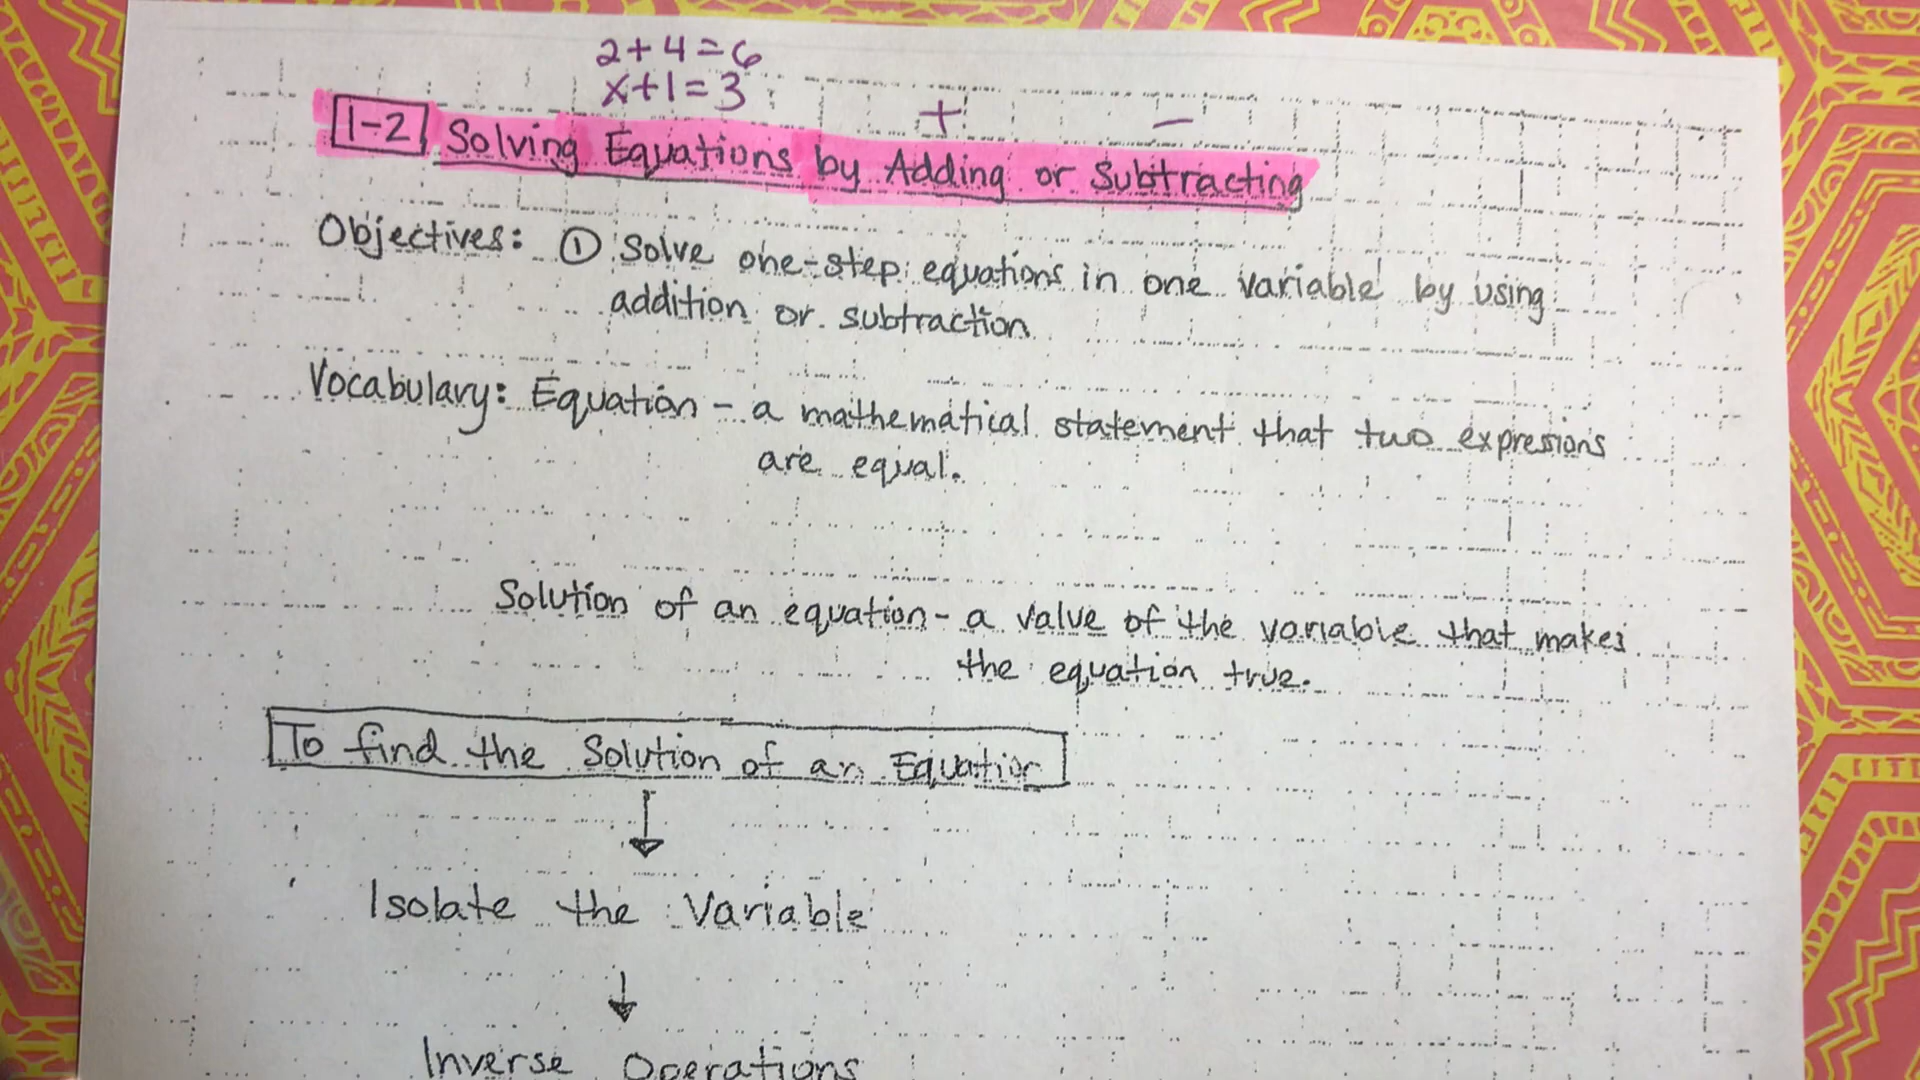 2+4=6
x+1=3
+ −
1-2 Solving Equations by Adding or Subtracting
Objectives: ① Solve one-step equations in one variable by using
addition or subtraction.
Vocabulary: Equation - a mathematical statement that two expressions
are equal.
Solution of an equation - a value of the variable that makes
the equation true.
To find the Solution of an Equation
↓
Isolate the Variable
↓
Inverse Operations